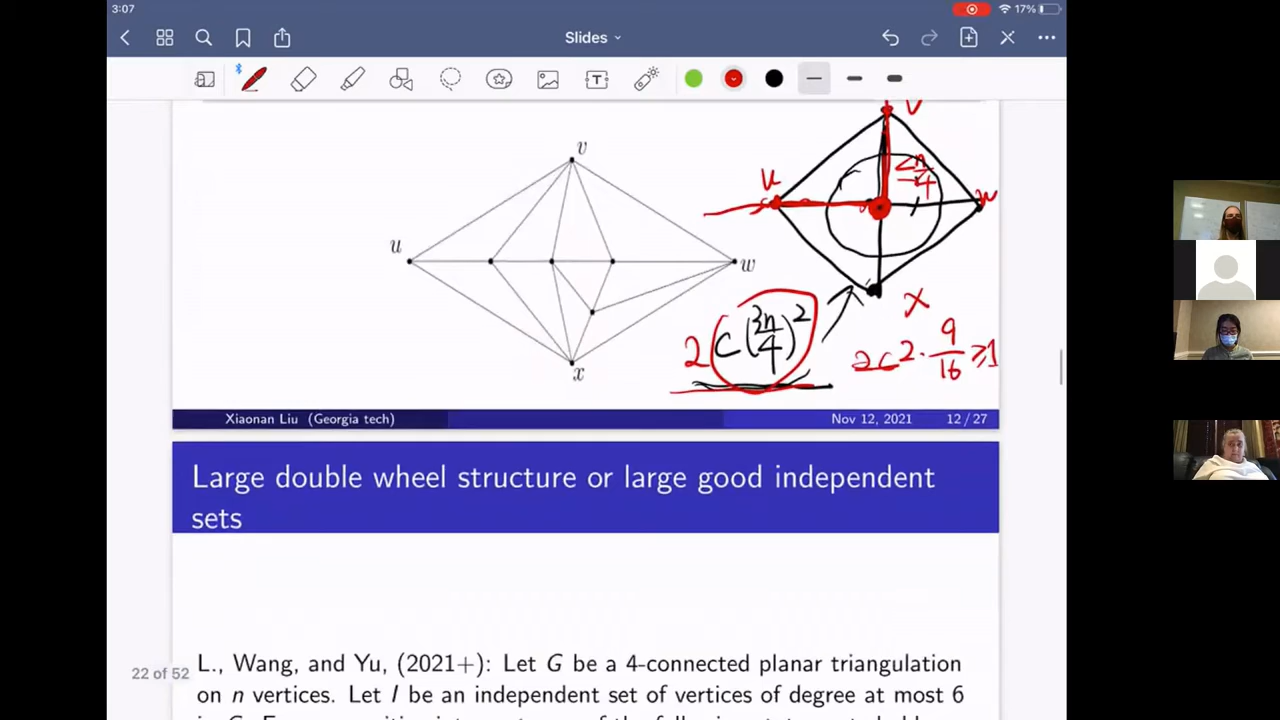 3:07
17%
Slides
T
v
u
w
x
v
u
w
x
≤ n/4
2 c(3n/4)²
2c² · 9/16 ≥ 1
Xiaonan Liu (Georgia tech)
Nov 12, 2021
12 / 27
Large double wheel structure or large good independent
sets
L., Wang, and Yu, (2021+): Let G be a 4-connected planar triangulation
22 of 52
on n vertices. Let I be an independent set of vertices of degree at most 6